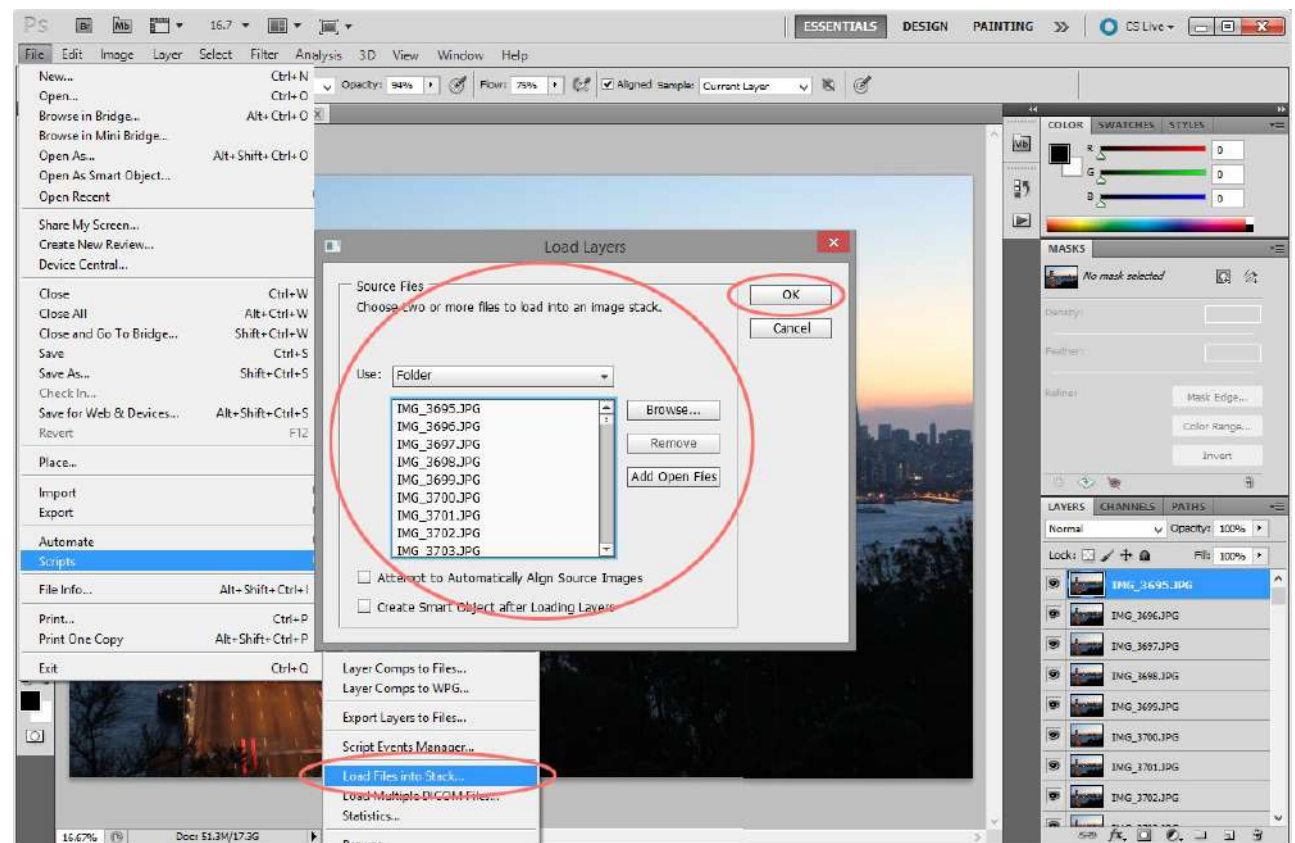 Ps Br Mb 16.7 ESSENTIALS DESIGN PAINTING CS Live
File Edit Image Layer Select Filter Analysis 3D View Window Help
Opacity: 94% Flow: 75% Aligned Sample: Current Layer
New... Ctrl+N
Open... Ctrl+O
Browse in Bridge... Alt+Ctrl+O
Browse in Mini Bridge...
Open As... Alt+Shift+Ctrl+O
Open As Smart Object...
Open Recent
Share My Screen...
Create New Review...
Device Central...
Close Ctrl+W
Close All Alt+Ctrl+W
Close and Go To Bridge... Shift+Ctrl+W
Save Ctrl+S
Save As... Shift+Ctrl+S
Check In...
Save for Web & Devices... Alt+Shift+Ctrl+S
Revert F12
Place...
Import
Export
Automate
Scripts
File Info... Alt+Shift+Ctrl+I
Print... Ctrl+P
Print One Copy Alt+Shift+Ctrl+P
Exit Ctrl+Q
Load Layers
Source Files
Choose two or more files to load into an image stack.
OK
Cancel
Use: Folder
IMG_3695.JPG
IMG_3696.JPG
IMG_3697.JPG
IMG_3698.JPG
IMG_3699.JPG
IMG_3700.JPG
IMG_3701.JPG
IMG_3702.JPG
IMG_3703.JPG
Browse...
Remove
Add Open Files
Attempt to Automatically Align Source Images
Create Smart Object after Loading Layers
Layer Comps to Files...
Layer Comps to WPG...
Export Layers to Files...
Script Events Manager...
Load Files into Stack...
Load Multiple DICOM Files...
Statistics...
16.67% Doc: 51.3M/17.3G
Mb
COLOR SWATCHES STYLES
R 0
G 0
B 0
MASKS
No mask selected
Density:
Feather:
Refine:
Mask Edge...
Color Range...
Invert
LAYERS CHANNELS PATHS
Normal Opacity: 100%
Lock: Fill: 100%
IMG_3695.JPG
IMG_3696.JPG
IMG_3697.JPG
IMG_3698.JPG
IMG_3699.JPG
IMG_3700.JPG
IMG_3701.JPG
IMG_3702.JPG